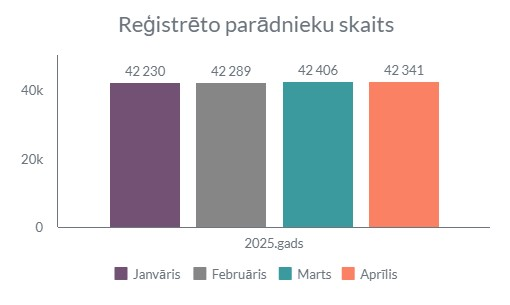 Reģistrēto parādnieku skaits
42 230 42 289 42 406 42 341
40k
20k
0
2025.gads
Janvāris Februāris Marts Aprīlis